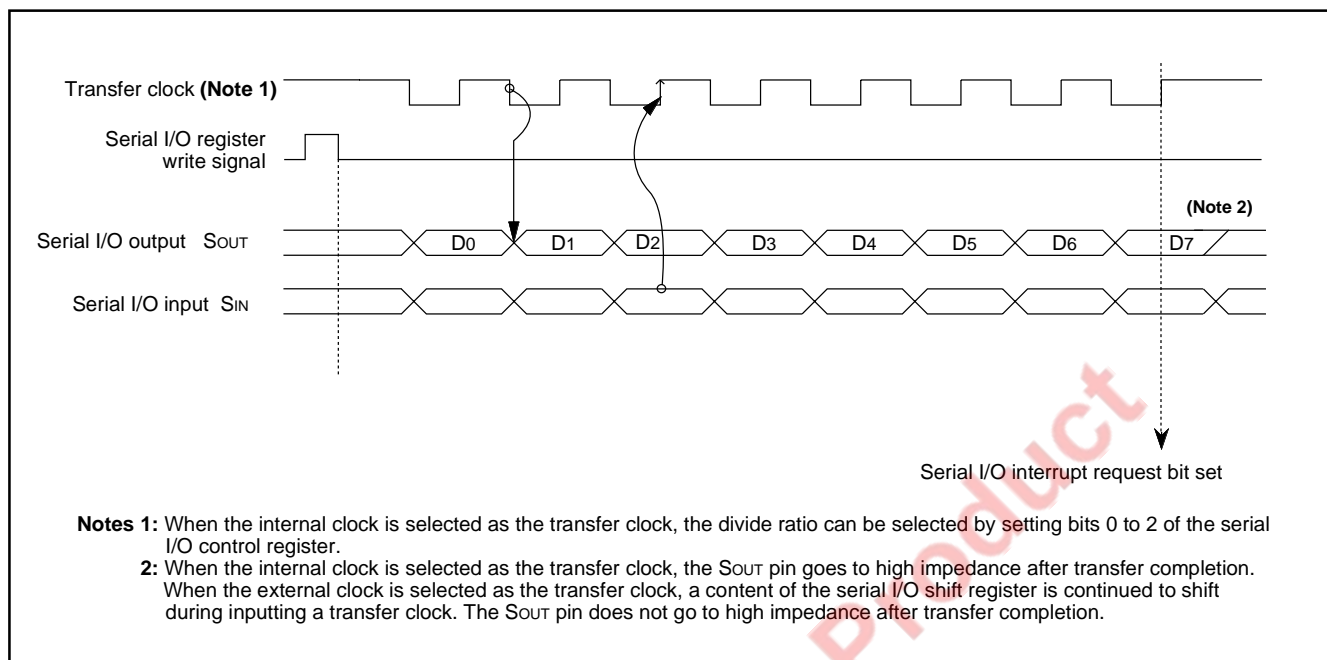 Transfer clock (Note 1)
Serial I/O register
write signal
(Note 2)
Serial I/O output SOUT
D0 D1 D2 D3 D4 D5 D6 D7
Serial I/O input SIN
Serial I/O interrupt request bit set
Notes 1: When the internal clock is selected as the transfer clock, the divide ratio can be selected by setting bits 0 to 2 of the serial
I/O control register.
2: When the internal clock is selected as the transfer clock, the SOUT pin goes to high impedance after transfer completion.
When the external clock is selected as the transfer clock, a content of the serial I/O shift register is continued to shift
during inputting a transfer clock. The SOUT pin does not go to high impedance after transfer completion.
Product